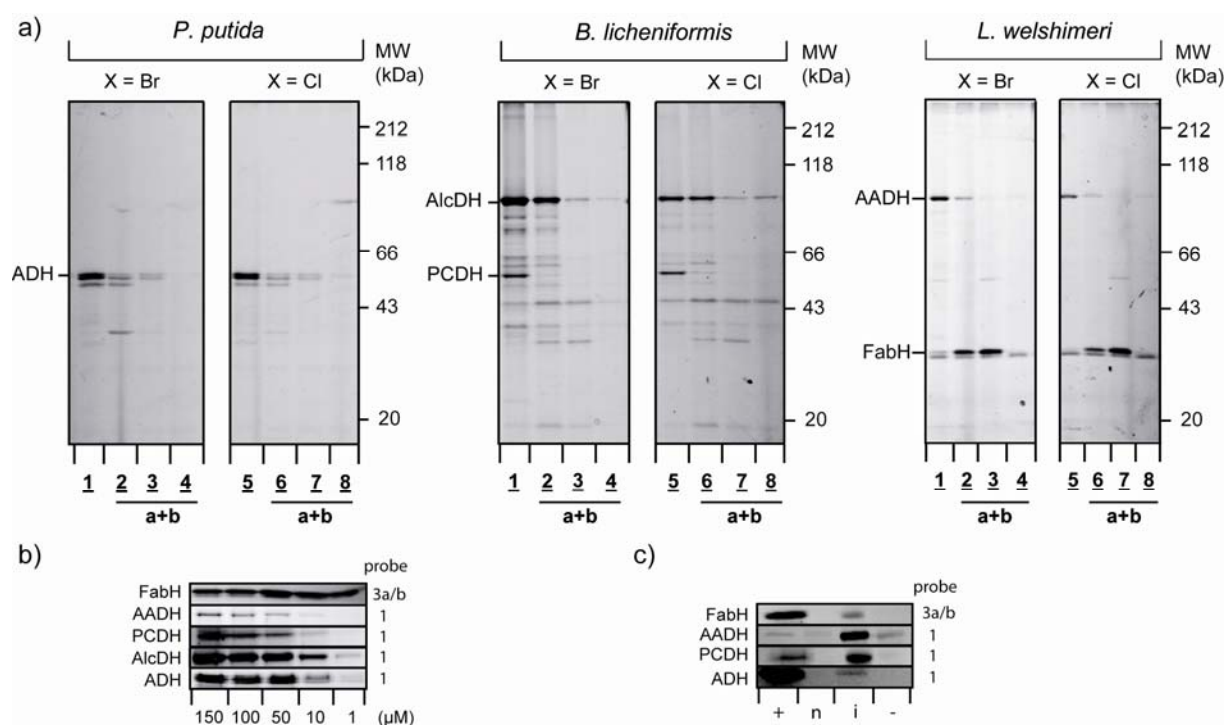 a)
P. putida
X = Br
X = Cl
MW
(kDa)
212
118
66
43
20
ADH
1 2 3 4
a+b
5 6 7 8
a+b
B. licheniformis
X = Br
X = Cl
MW
(kDa)
212
118
66
43
20
AlcDH
PCDH
1 2 3 4
a+b
5 6 7 8
a+b
L. welshimeri
X = Br
X = Cl
MW
(kDa)
212
118
66
43
20
AADH
FabH
1 2 3 4
a+b
5 6 7 8
a+b
b)
probe
FabH 3a/b
AADH 1
PCDH 1
AlcDH 1
ADH 1
150 100 50 10 1 (µM)
c)
probe
FabH 3a/b
AADH 1
PCDH 1
ADH 1
+ n i -